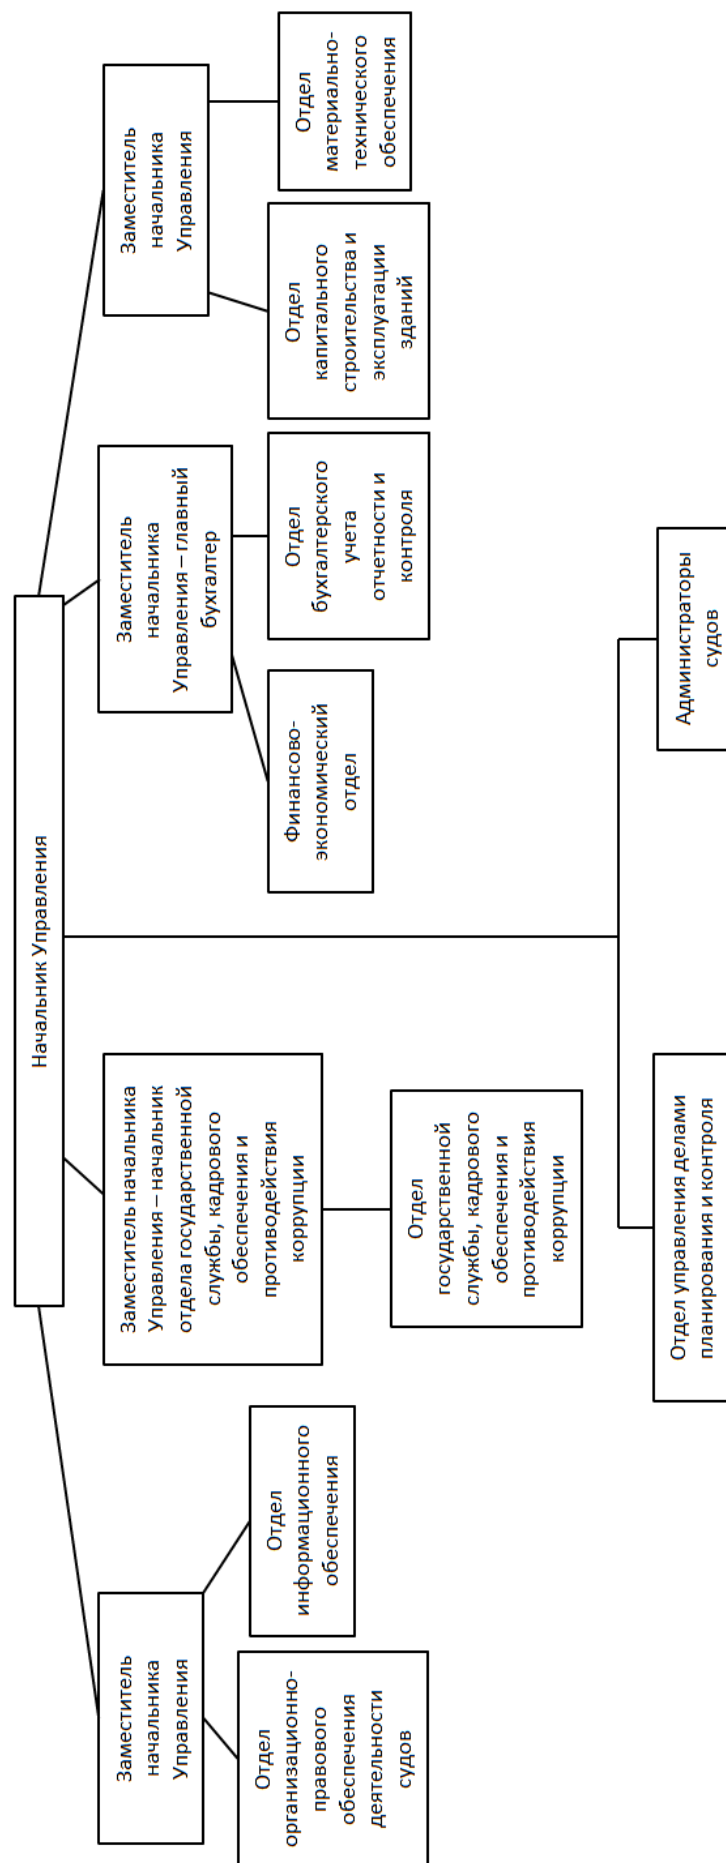 Начальник Управления
Заместитель
начальника
Управления
Заместитель начальника
Управления – начальник
отдела государственной
службы, кадрового
обеспечения и
противодействия
коррупции
Заместитель
начальника
Управления – главный
бухгалтер
Заместитель
начальника
Управления
Отдел
организационно-
правового
обеспечения
деятельности
судов
Отдел
информационного
обеспечения
Отдел
государственной
службы, кадрового
обеспечения и
противодействия
коррупции
Финансово-
экономический
отдел
Отдел
бухгалтерского
учета
отчетности и
контроля
Отдел
капитального
строительства и
эксплуатации
зданий
Отдел
материально-
технического
обеспечения
Отдел управления делами
планирования и контроля
Администраторы
судов